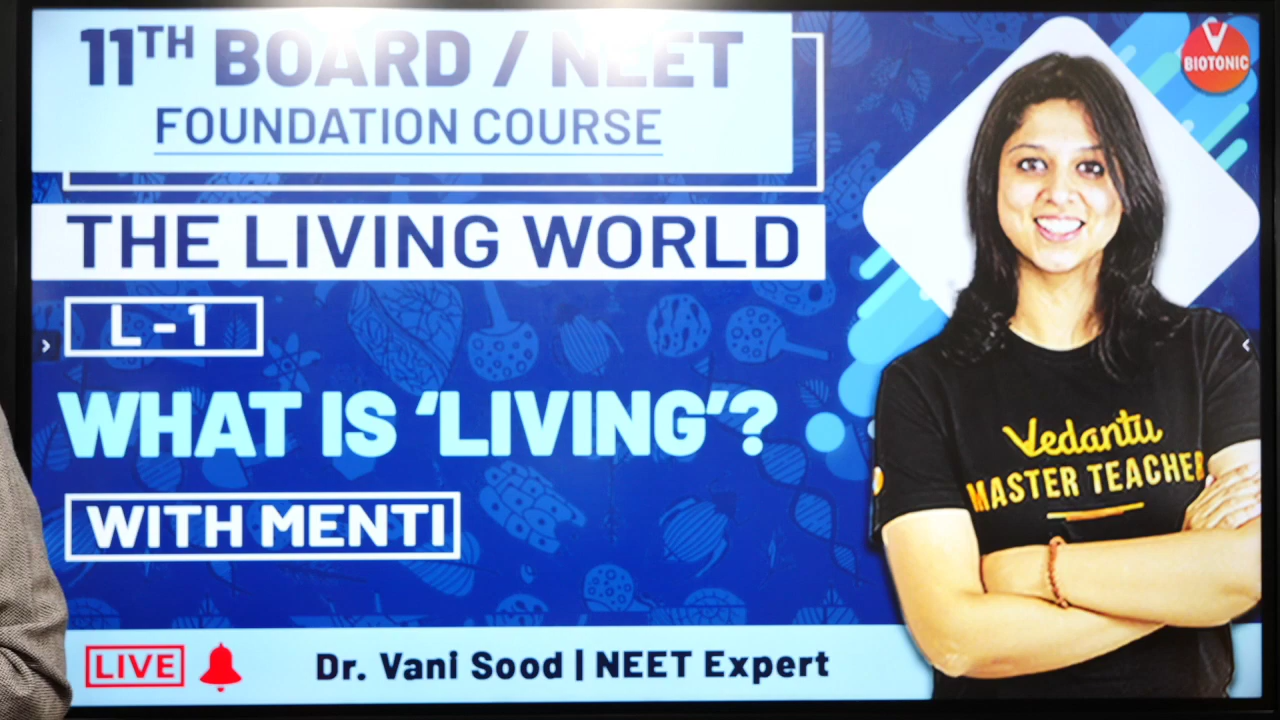 11TH BOARD / NEET
FOUNDATION COURSE
THE LIVING WORLD
L - 1
WHAT IS ‘LIVING’?
WITH MENTI
LIVE
Dr. Vani Sood | NEET Expert
V
BIOTONIC
Vedantu
MASTER TEACHER